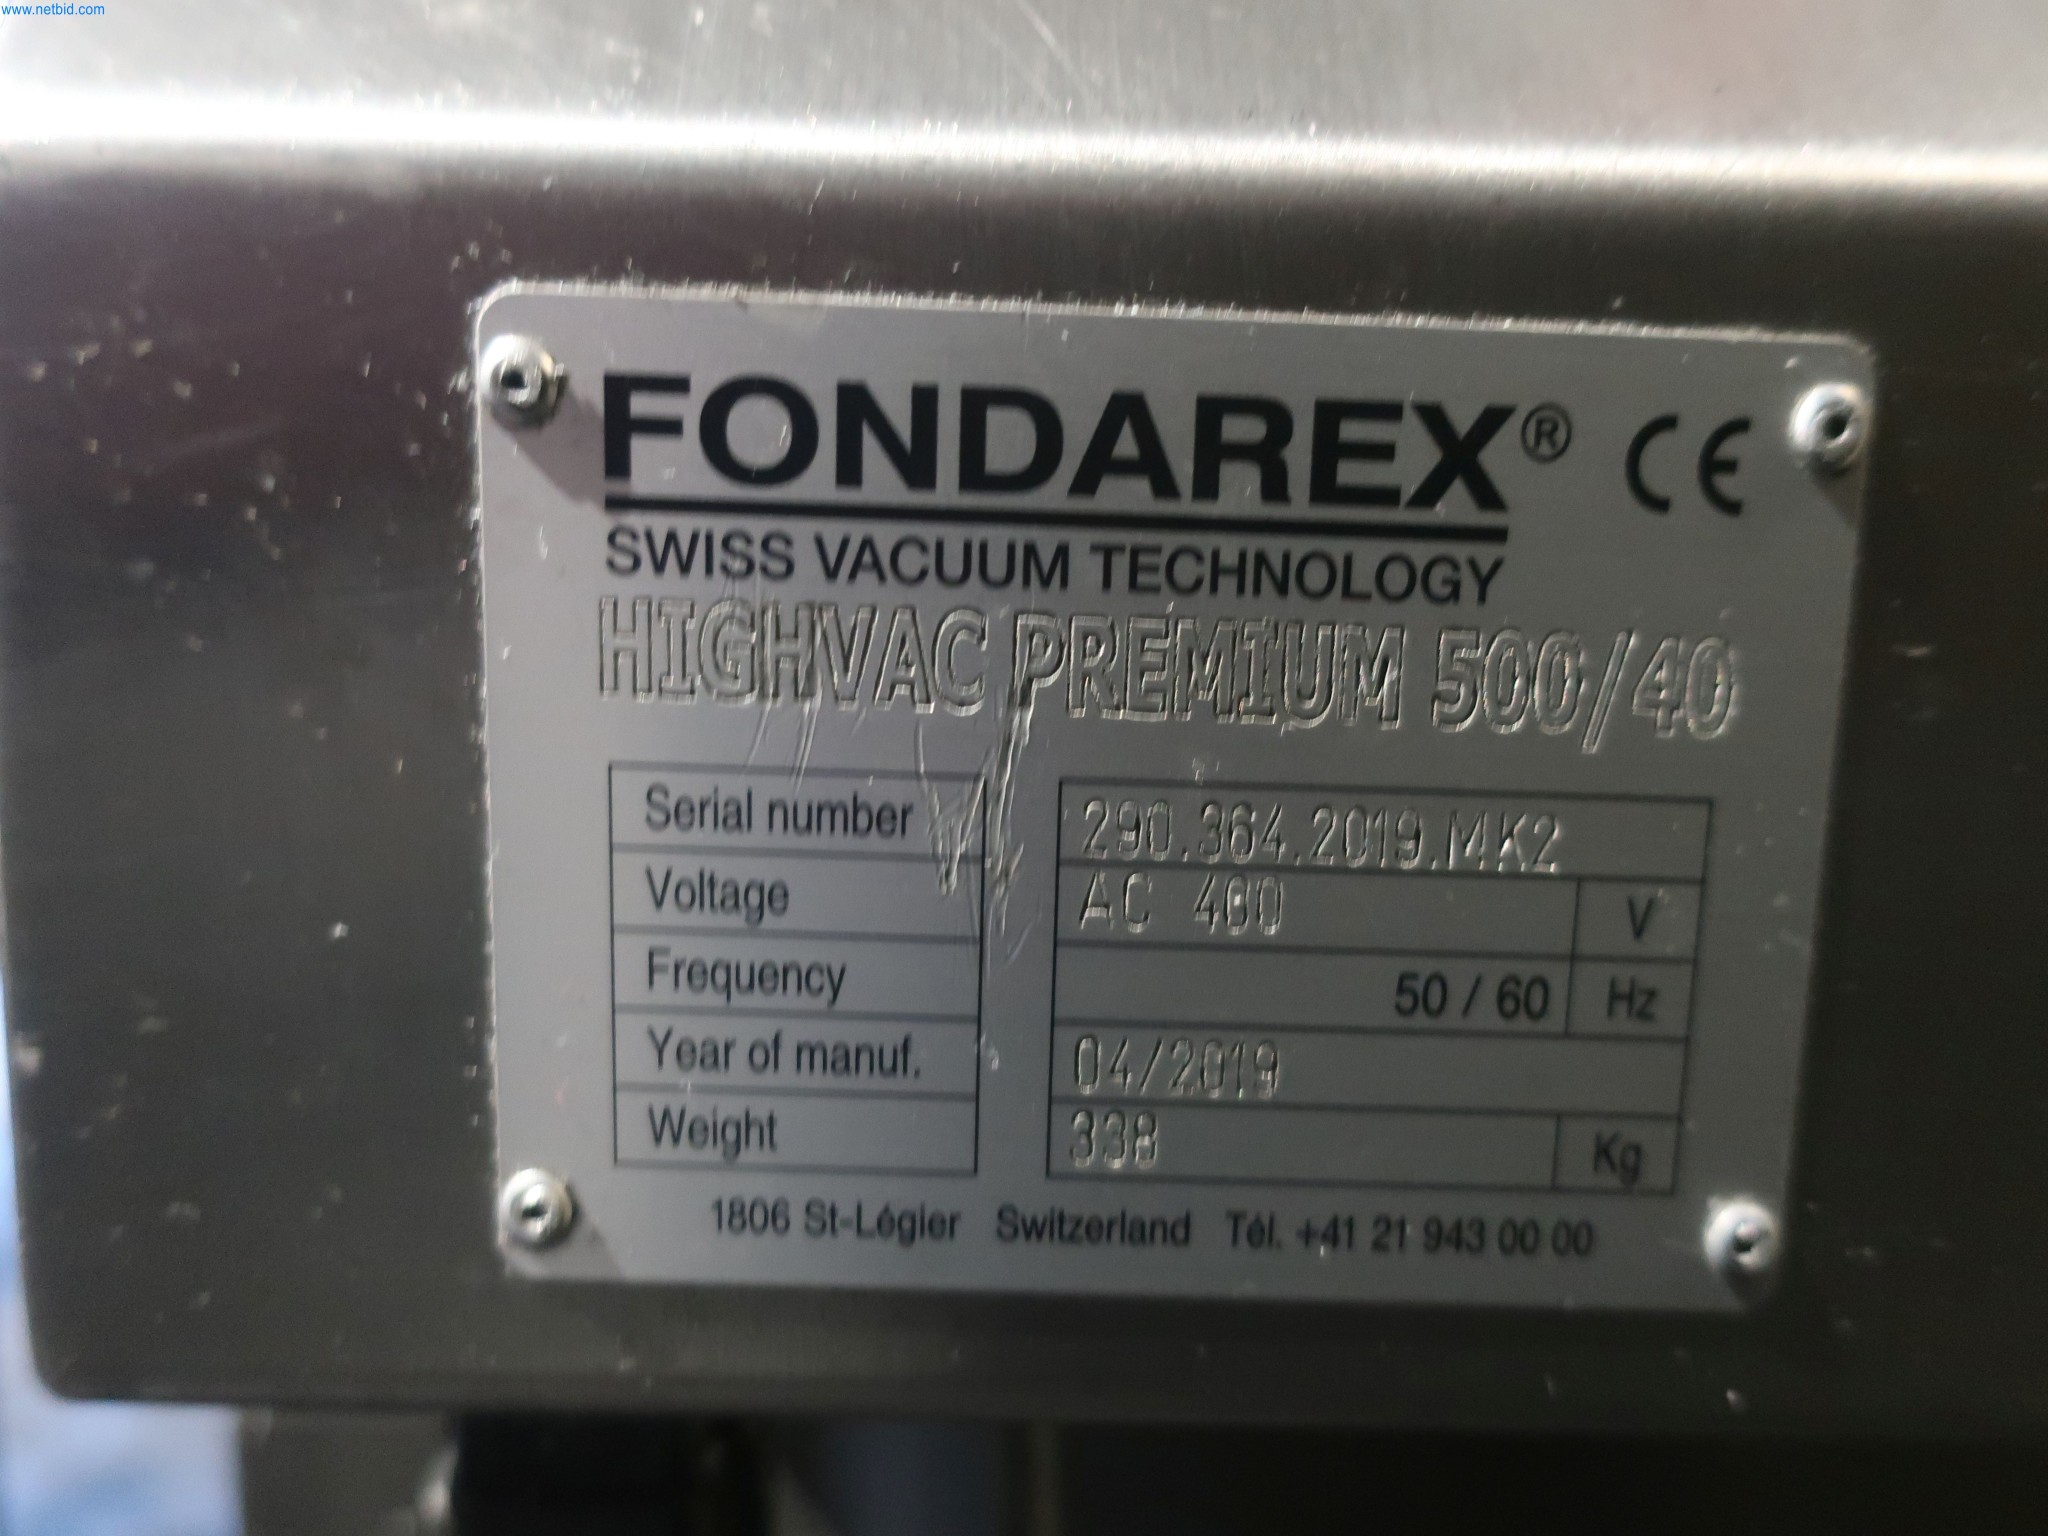 www.netbid.com
FONDAREX® CE
SWISS VACUUM TECHNOLOGY
HIGHVAC PREMIUM 500/40
Serial number 290.364.2019.MK2
Voltage AC 400 V
Frequency 50 / 60 Hz
Year of manuf. 04/2019
Weight 338 Kg
1806 St-Légier Switzerland Tél. +41 21 943 00 00